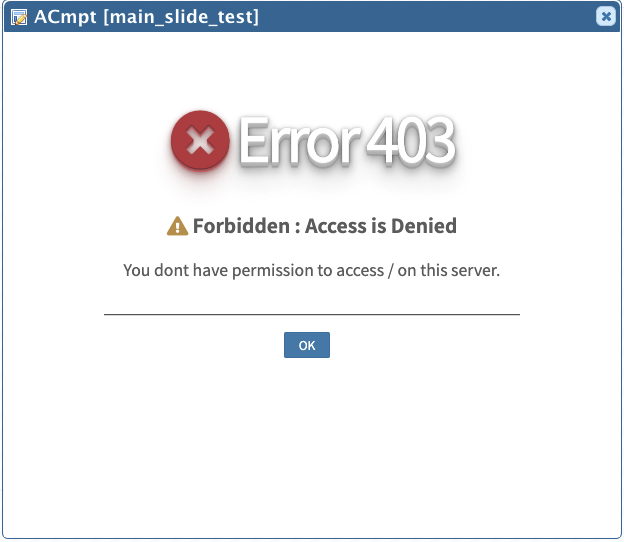 ACmpt [main_slide_test]
Error 403
Forbidden : Access is Denied
You dont have permission to access / on this server.
OK